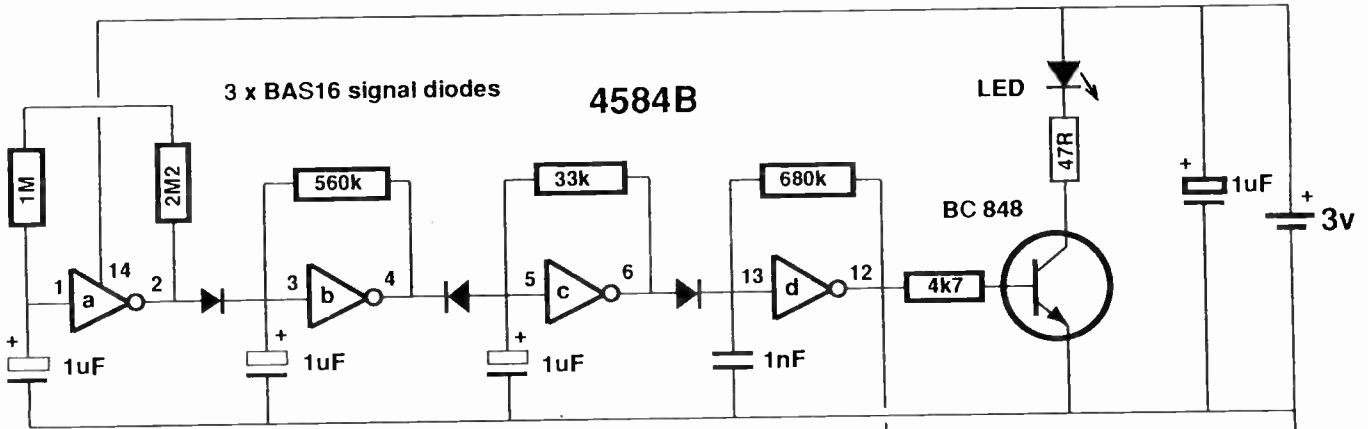 3 x BAS16 signal diodes
4584B
LED
1M
2M2
560k
33k
680k
47R
+
1uF
+
3v
BC 848
1
14
2
a
3
4
b
5
6
c
13
12
d
4k7
+
1uF
+
1uF
+
1uF
1nF